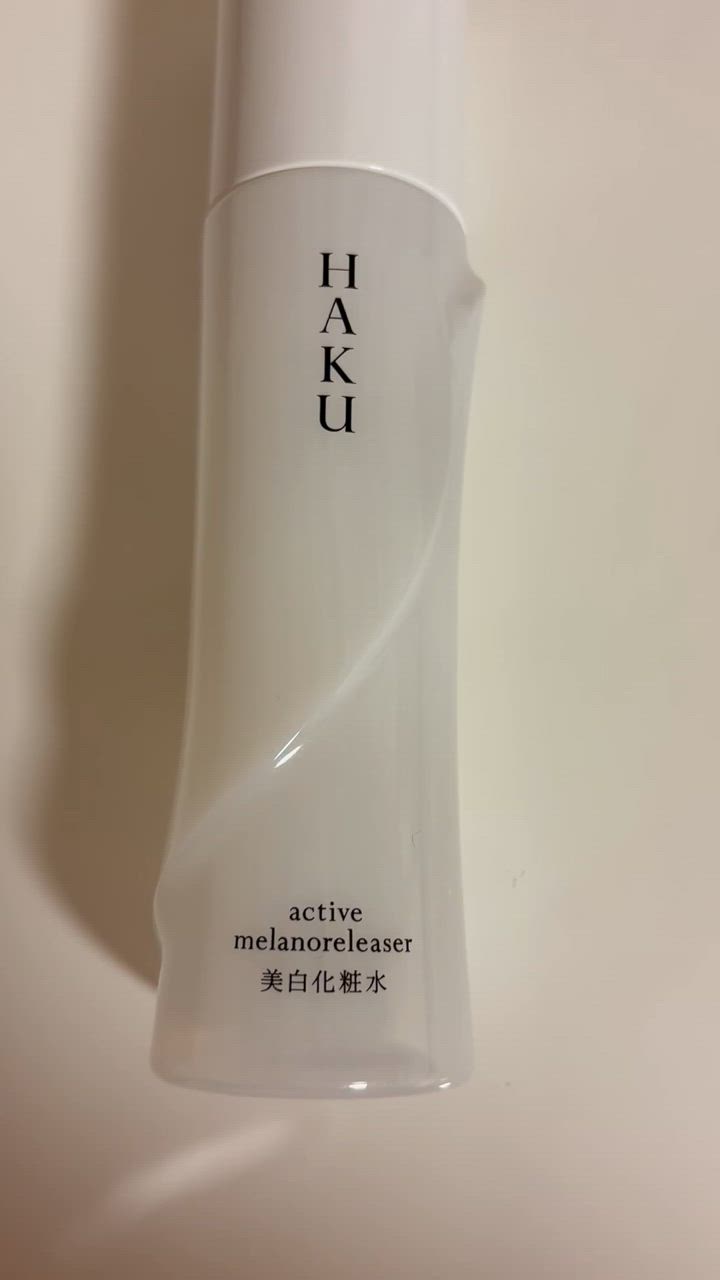 HAKU
active
melanoreleaser
美白化粧水